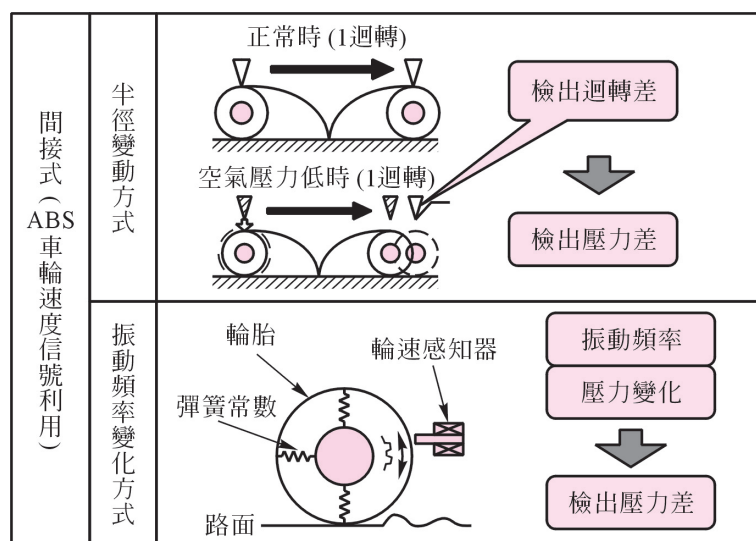 間接式(ABS車輪速度信號利用)
半徑變動方式
正常時 (1迴轉)
空氣壓力低時 (1迴轉)
檢出迴轉差
檢出壓力差
振動頻率變化方式
輪胎
輪速感知器
彈簧常數
路面
振動頻率
壓力變化
檢出壓力差